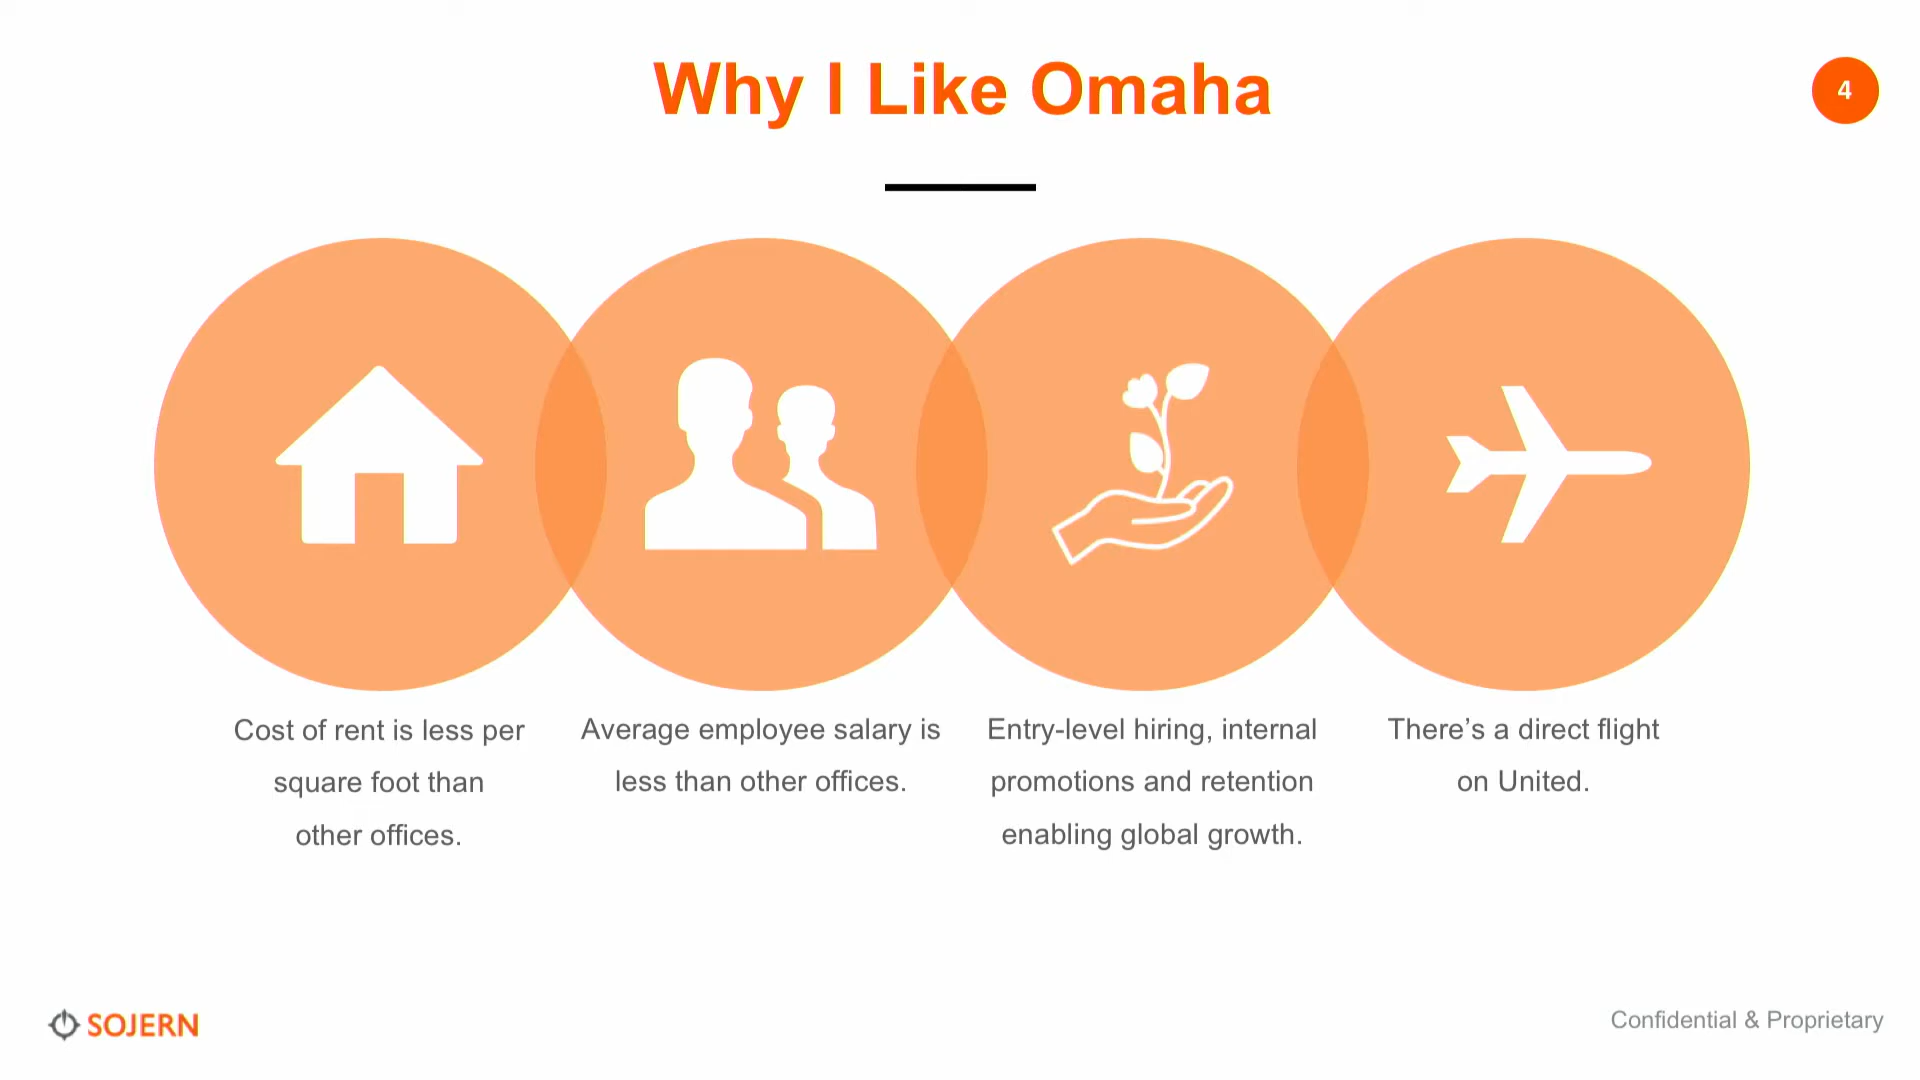 Why I Like Omaha
4
Cost of rent is less per
square foot than
other offices.
Average employee salary is
less than other offices.
Entry-level hiring, internal
promotions and retention
enabling global growth.
There’s a direct flight
on United.
SOJERN
Confidential & Proprietary